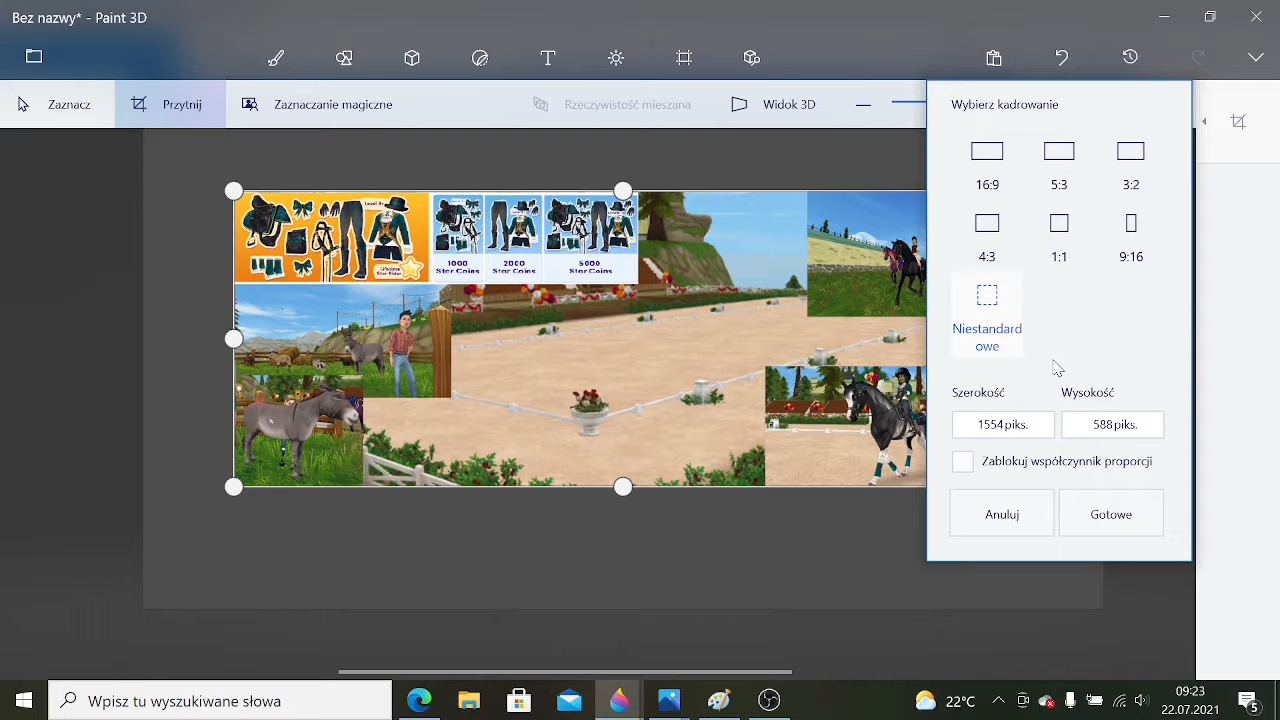 Bez nazwy* - Paint 3D
Zaznacz
Przytnij
Zaznaczanie magiczne
Rzeczywistość mieszana
Widok 3D
Wybierz kadrowanie
16:9
5:3
3:2
4:3
1:1
9:16
Niestandard
owe
Szerokość
Wysokość
1554 piks.
588 piks.
Zablokuj współczynnik proporcji
Anuluj
Gotowe
Lifetime
Star Rider
1000
Star Coins
2000
Star Coins
5000
Star Coins
Wpisz tu wyszukiwane słowa
22°C
09:23
22.07.2021
5